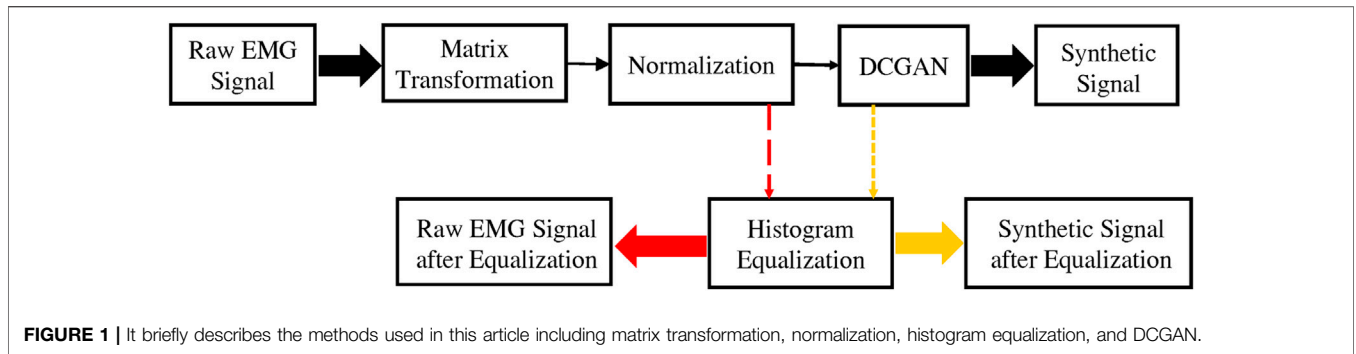 Raw EMG
Signal
Matrix
Transformation
Normalization
DCGAN
Synthetic
Signal
Raw EMG Signal
after Equalization
Histogram
Equalization
Synthetic Signal
after Equalization
FIGURE 1 | It briefly describes the methods used in this article including matrix transformation, normalization, histogram equalization, and DCGAN.